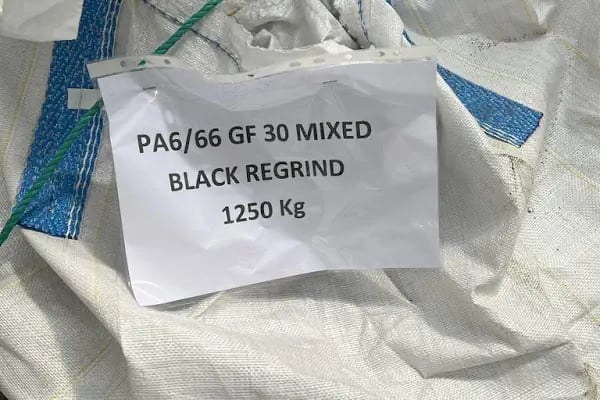 PA6/66 GF 30 MIXED
BLACK REGRIND
1250 Kg